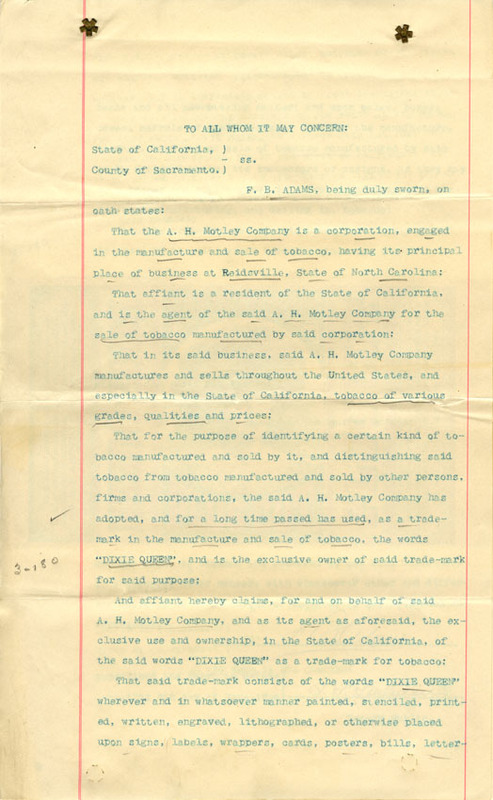 TO ALL WHOM IT MAY CONCERN:
State of California, )
- ss.
County of Sacramento. )
F. B. ADAMS, being duly sworn, on
oath states:
That the A. H. Motley Company is a corporation, engaged
in the manufacture and sale of tobacco, having its principal
place of business at Reidsville, State of North Carolina;
That affiant is a resident of the State of California,
and is the agent of the said A. H. Motley Company for the
sale of tobacco manufactured by said corporation;
That in its said business, said A. H. Motley Company
manufactures and sells throughout the United States, and
especially in the State of California, tobacco of various
grades, qualities and prices;
That for the purpose of identifying a certain kind of to-
bacco manufactured and sold by it, and distinguishing said
tobacco from tobacco manufactured and sold by other persons,
firms and corporations, the said A. H. Motley Company has
adopted, and for a long time passed has used, as a trade-
mark in the manufacture and sale of tobacco, the words
"DIXIE QUEEN", and is the exclusive owner of said trade-mark
3-180
for said purpose;
And affiant hereby claims, for and on behalf of said
A. H. Motley Company, and as its agent as aforesaid, the ex-
clusive use and ownership, in the State of California, of
the said words "DIXIE QUEEN" as a trade-mark for tobacco;
That said trade-mark consists of the words "DIXIE QUEEN"
wherever and in whatsoever manner painted, stenciled, print-
ed, written, engraved, lithographed, or otherwise placed
upon signs, labels, wrappers, cards, posters, bills, letter-